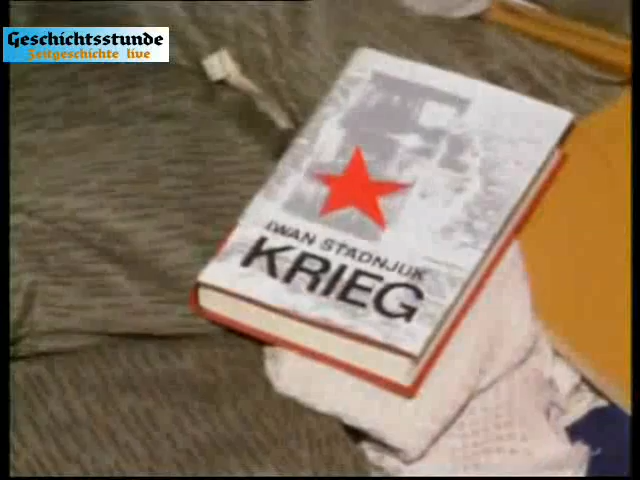 Geschichtsstunde
Zeitgeschichte live
IWAN STADNJUK
KRIEG